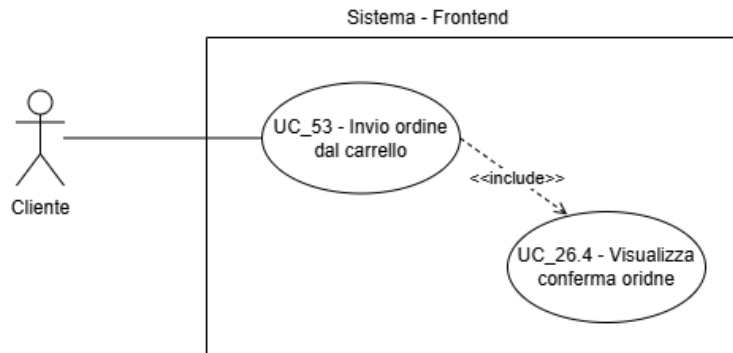 Sistema - Frontend
UC_53 - Invio ordine
dal carrello
<<include>>
Cliente
UC_26.4 - Visualizza
conferma oridne